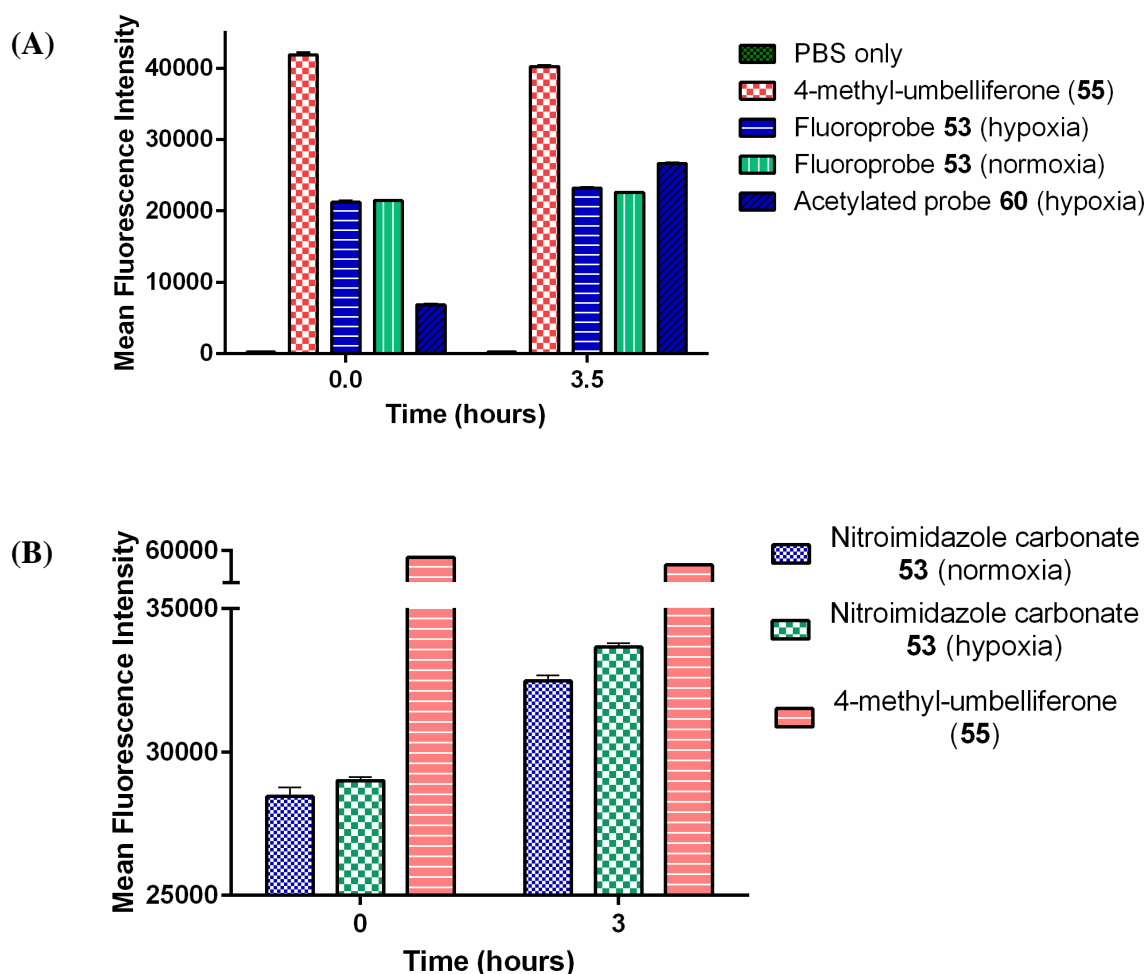 (A)
Mean Fluorescence Intensity
40000
30000
20000
10000
0
0.0
3.5
Time (hours)
PBS only
4-methyl-umbelliferone (55)
Fluoroprobe 53 (hypoxia)
Fluoroprobe 53 (normoxia)
Acetylated probe 60 (hypoxia)
(B)
Mean Fluorescence Intensity
60000
35000
30000
25000
0
3
Time (hours)
Nitroimidazole carbonate
53 (normoxia)
Nitroimidazole carbonate
53 (hypoxia)
4-methyl-umbelliferone
(55)